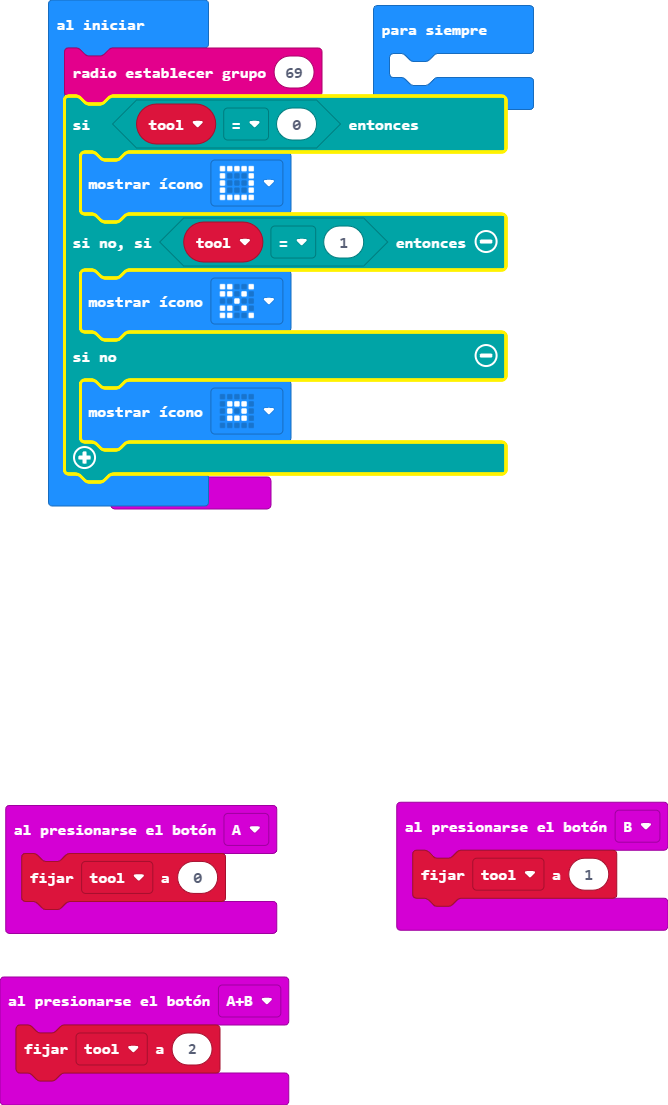 al iniciar
para siempre
radio establecer grupo 69
si tool = 0 entonces
mostrar ícono
si no, si tool = 1 entonces
mostrar ícono
si no
mostrar ícono
al presionarse el botón A
fijar tool a 0
al presionarse el botón B
fijar tool a 1
al presionarse el botón A+B
fijar tool a 2